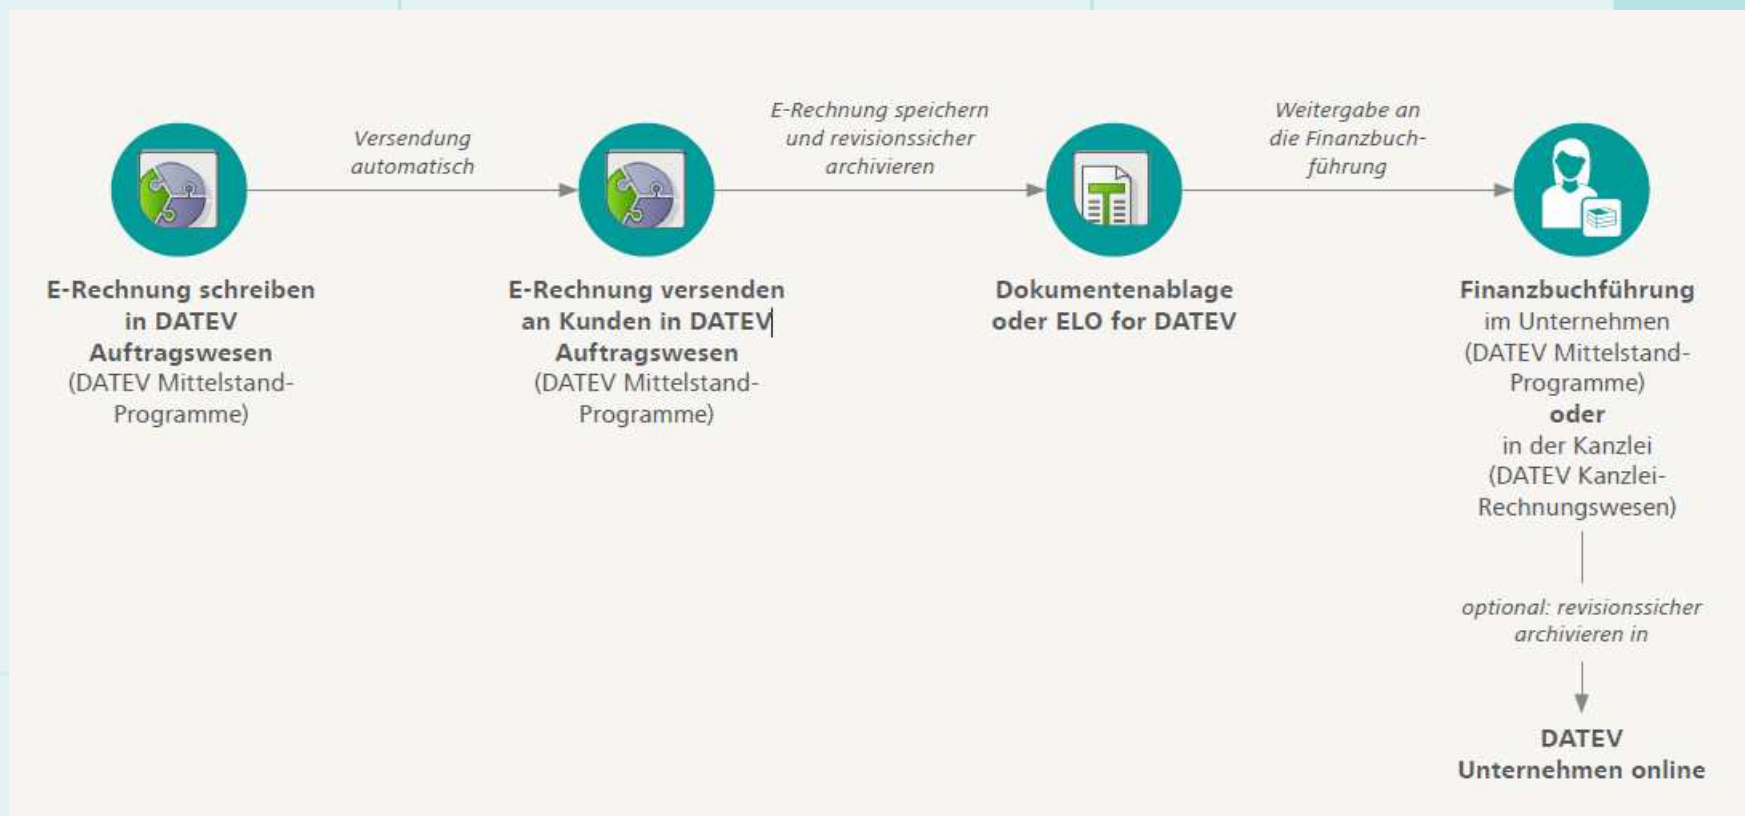 Versendung
automatisch
E-Rechnung speichern
und revisionssicher
archivieren
Weitergabe an
die Finanzbuch-
führung
E-Rechnung schreiben
in DATEV
Auftragswesen
(DATEV Mittelstand-
Programme)
E-Rechnung versenden
an Kunden in DATEV
Auftragswesen
(DATEV Mittelstand-
Programme)
Dokumentenablage
oder ELO for DATEV
Finanzbuchführung
im Unternehmen
(DATEV Mittelstand-
Programme)
oder
in der Kanzlei
(DATEV Kanzlei-
Rechnungswesen)
optional: revisionssicher
archivieren in
DATEV
Unternehmen online